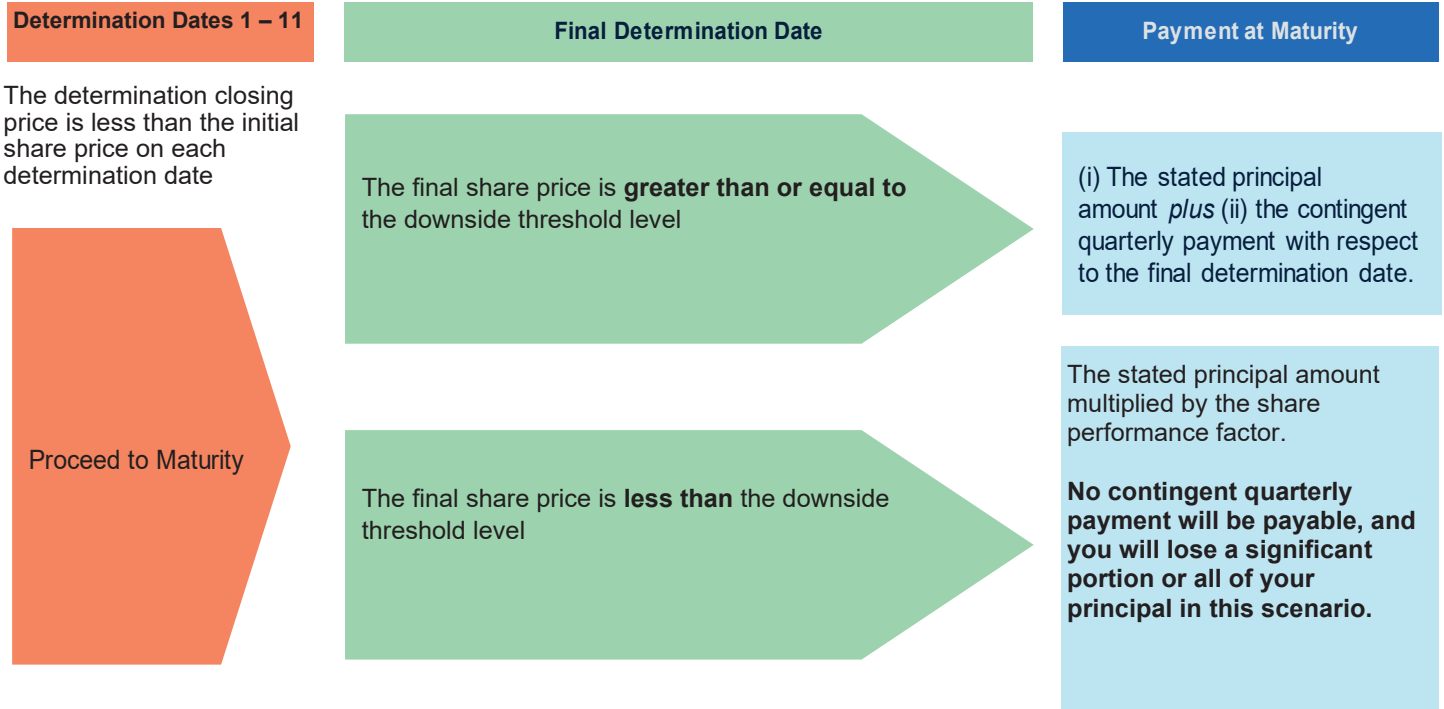 Determination Dates 1 – 11
Final Determination Date
Payment at Maturity
The determination closing
price is less than the initial
share price on each
determination date
Proceed to Maturity
The final share price is greater than or equal to
the downside threshold level
(i) The stated principal
amount plus (ii) the contingent
quarterly payment with respect
to the final determination date.
The final share price is less than the downside
threshold level
The stated principal amount
multiplied by the share
performance factor.
No contingent quarterly
payment will be payable, and
you will lose a significant
portion or all of your
principal in this scenario.